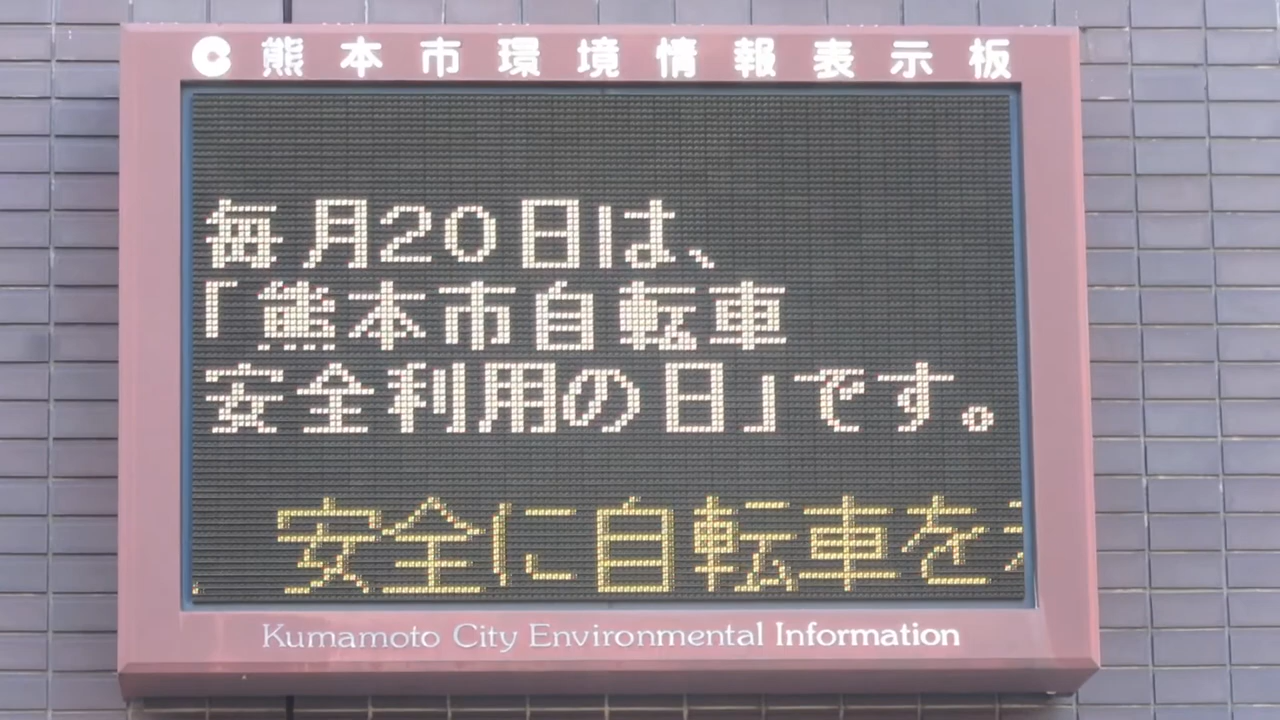 熊本市環境情報表示板
毎月20日は、
「熊本市自転車
安全利用の日」です。
安全に自転車を
Kumamoto City Environmental Information